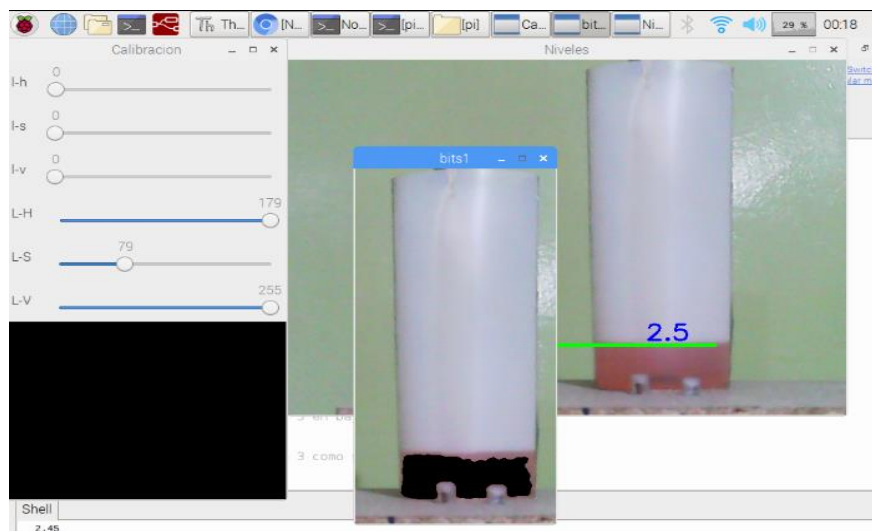 Th Th... [N... No... [pi... [pi] Ca... bit... Ni... 29 % 00:18
Calibracion
Niveles
l-h 0
l-s 0
l-v 0
L-H 179
L-S 79
L-V 255
bits1
2.5
3 como
Shell
2.45